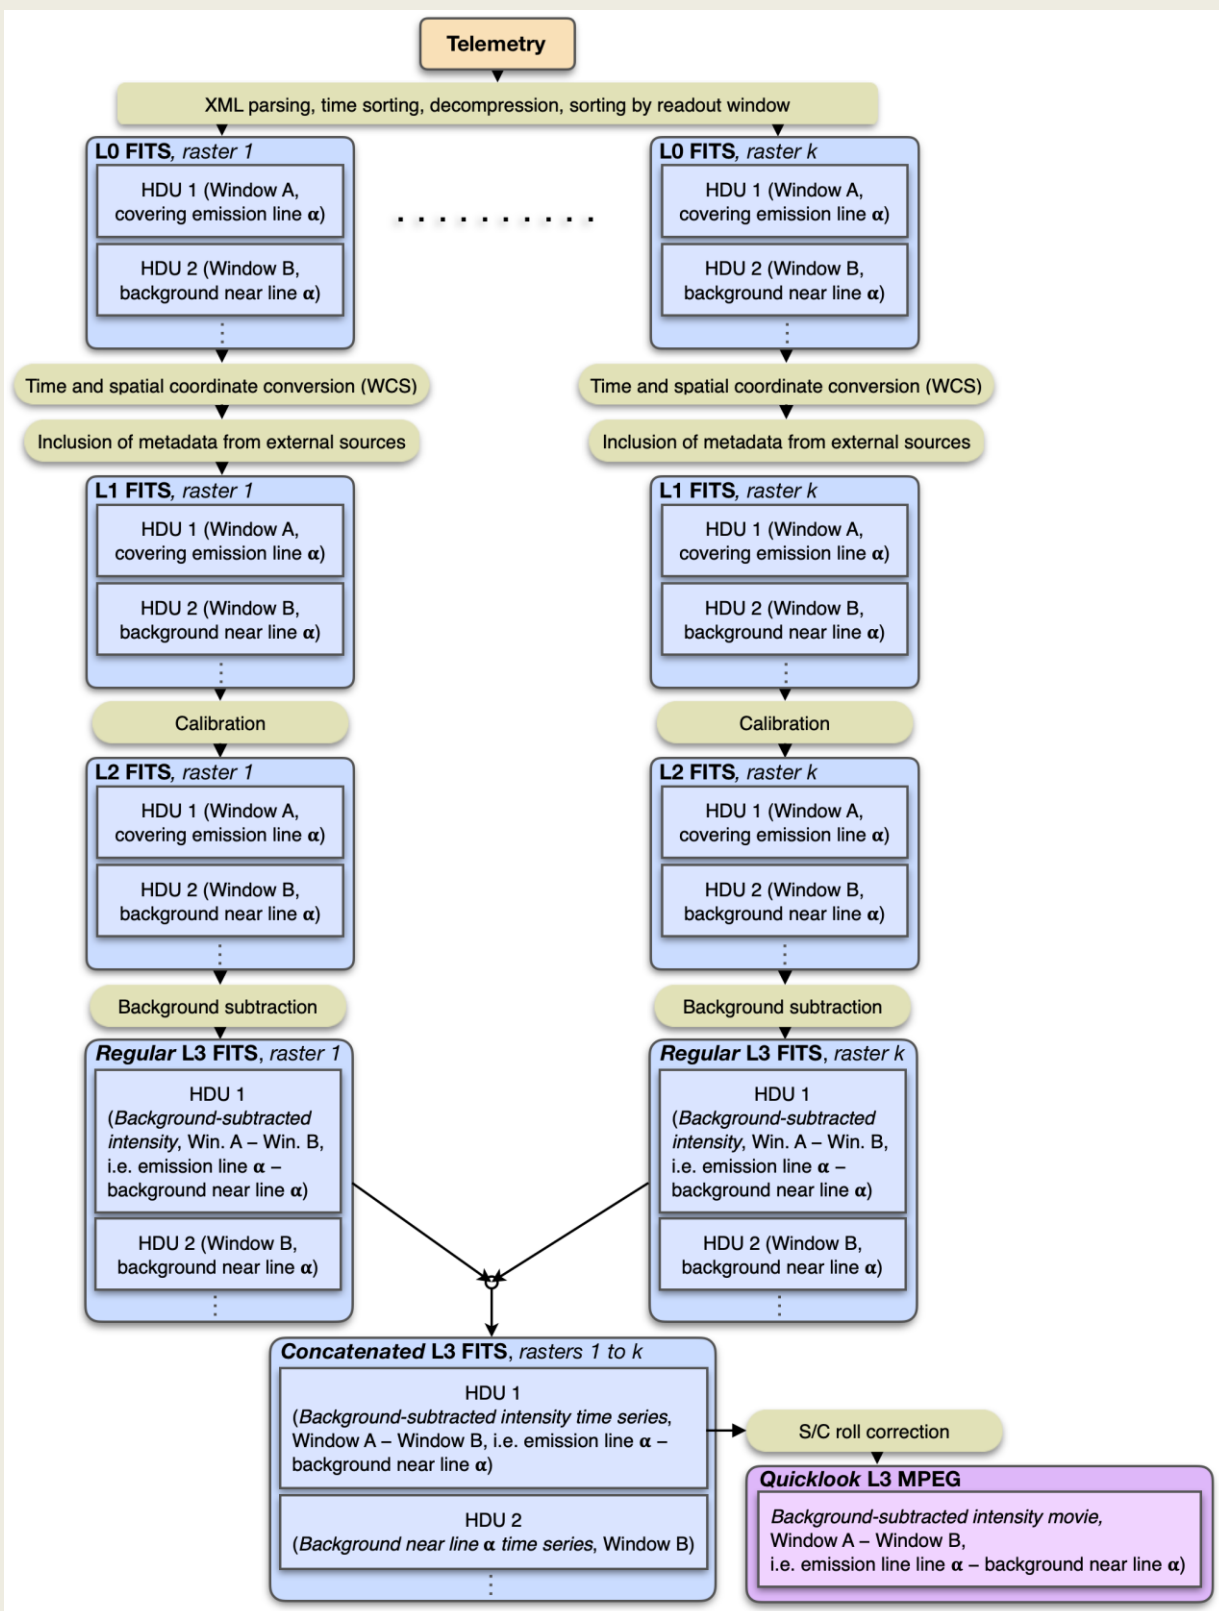 Telemetry
XML parsing, time sorting, decompression, sorting by readout window
L0 FITS, raster 1
HDU 1 (Window A,
covering emission line α)
HDU 2 (Window B,
background near line α)
L0 FITS, raster k
HDU 1 (Window A,
covering emission line α)
HDU 2 (Window B,
background near line α)
Time and spatial coordinate conversion (WCS)
Time and spatial coordinate conversion (WCS)
Inclusion of metadata from external sources
Inclusion of metadata from external sources
L1 FITS, raster 1
HDU 1 (Window A,
covering emission line α)
HDU 2 (Window B,
background near line α)
L1 FITS, raster k
HDU 1 (Window A,
covering emission line α)
HDU 2 (Window B,
background near line α)
Calibration
Calibration
L2 FITS, raster 1
HDU 1 (Window A,
covering emission line α)
HDU 2 (Window B,
background near line α)
L2 FITS, raster k
HDU 1 (Window A,
covering emission line α)
HDU 2 (Window B,
background near line α)
Background subtraction
Background subtraction
Regular L3 FITS, raster 1
HDU 1
(Background-subtracted
intensity, Win. A – Win. B,
i.e. emission line α –
background near line α)
HDU 2 (Window B,
background near line α)
Regular L3 FITS, raster k
HDU 1
(Background-subtracted
intensity, Win. A – Win. B,
i.e. emission line α –
background near line α)
HDU 2 (Window B,
background near line α)
Concatenated L3 FITS, rasters 1 to k
HDU 1
(Background-subtracted intensity time series,
Window A – Window B, i.e. emission line α –
background near line α)
HDU 2
(Background near line α time series, Window B)
S/C roll correction
Quicklook L3 MPEG
Background-subtracted intensity movie,
Window A – Window B,
i.e. emission line line α – background near line α)